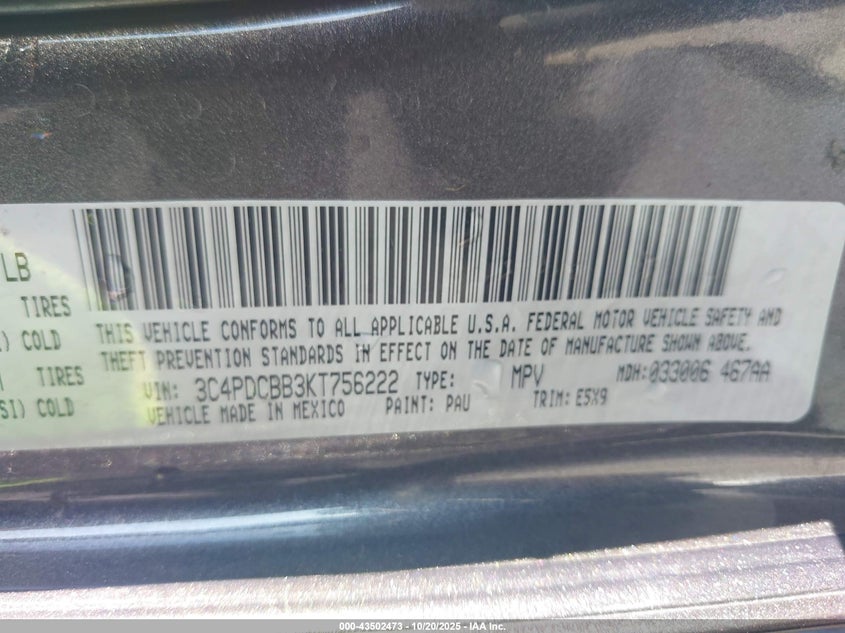 LB
TIRES
COLD
TIRES
SI) COLD
THIS VEHICLE CONFORMS TO ALL APPLICABLE U.S.A. FEDERAL MOTOR VEHICLE SAFETY AND
THEFT PREVENTION STANDARDS IN EFFECT ON THE DATE OF MANUFACTURE SHOWN ABOVE.
VIN: 3C4PDCBB3KT756222 TYPE: MPV MDH:033006 467AA
VEHICLE MADE IN MEXICO PAINT: PAU TRIM: E5X9
000-43502473 - 10/20/2025 - IAA Inc.